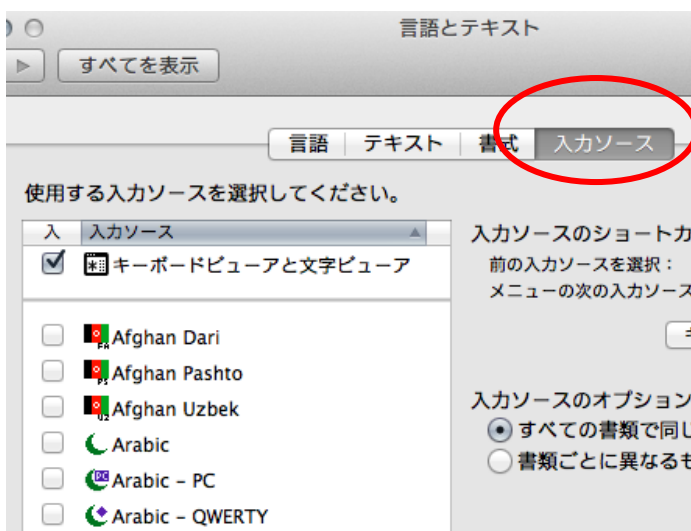 言語とテキスト
すべてを表示
言語 テキスト 書式 入力ソース
使用する入力ソースを選択してください。
入 入力ソース
キーボードビューアと文字ビューア
Afghan Dari
Afghan Pashto
Afghan Uzbek
Arabic
Arabic – PC
Arabic – QWERTY
入力ソースのショートカ
前の入力ソースを選択：
メニューの次の入力ソース
入力ソースのオプション
すべての書類で同じ
書類ごとに異なるも